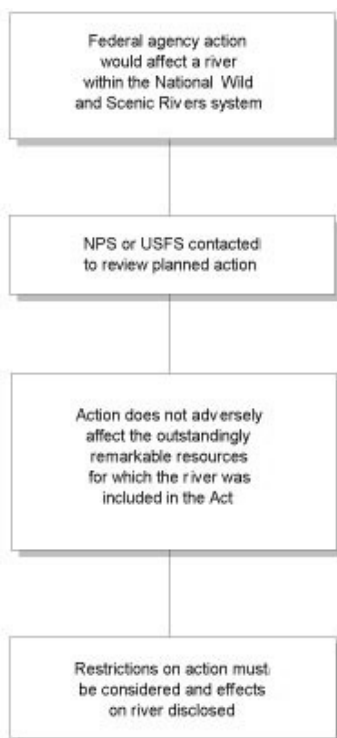 Federal agency action
would affect a river
within the National Wild
and Scenic Rivers system
NPS or USFS contacted
to review planned action
Action does not adversely
affect the outstandingly
remarkable resources
for which the river was
included in the Act
Restrictions on action must
be considered and effects
on river disclosed